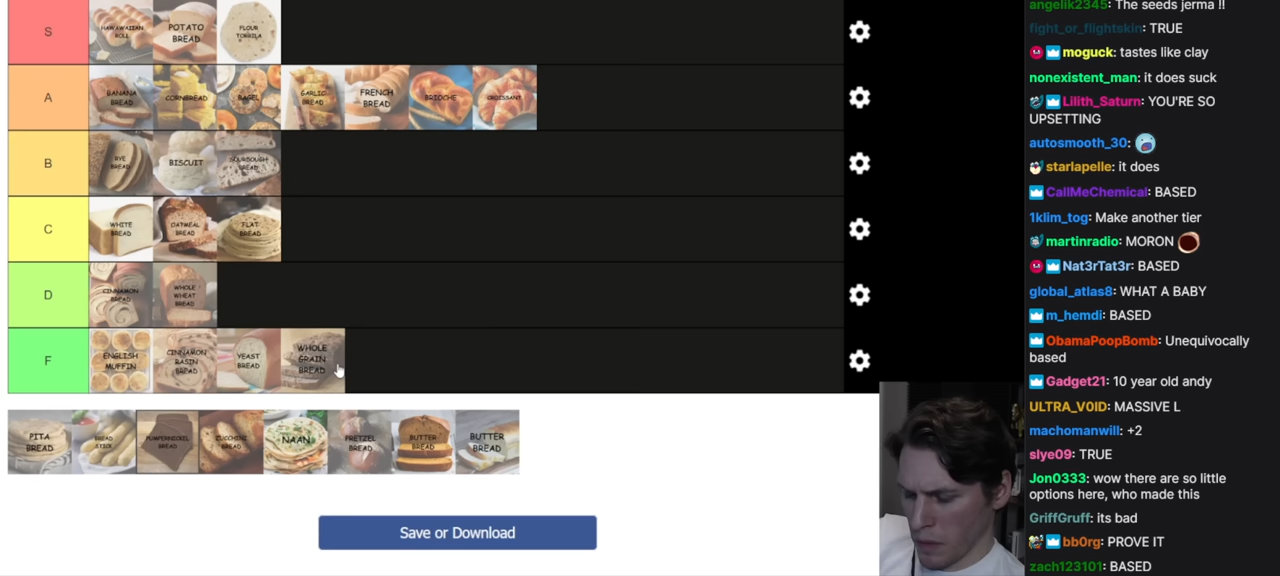 S
HAWAWAIIAN
ROLL
POTATO
BREAD
FLOUR
TORRILA
A
BANANA
BREAD
CORNBREAD
BAGEL
GARLIC
BREAD
FRENCH
BREAD
BRIOCHE
CROISSANT
B
RYE
BREAD
BISCUIT
SOURDOUGH
BREAD
C
WHITE
BREAD
OATMEAL
BREAD
FLAT
BREAD
D
CINNAMON
BREAD
WHOLE
WHEAT
BREAD
F
ENGLISH
MUFFIN
CINNAMON
RASIN
BREAD
YEAST
BREAD
WHOLE
GRAIN
BREAD
PITA
BREAD
BREAD
STICK
PUMPERNICKEL
BREAD
ZUCCHINI
BREAD
NAAN
PRETZEL
BREAD
BUTTER
BREAD
BUTTER
BREAD
Save or Download
angelik2345: The seeds jerma !!
fight_or_flightskin: TRUE
moguck: tastes like clay
nonexistent_man: it does suck
Lilith_Saturn: YOU'RE SO
UPSETTING
autosmooth_30:
starlapelle: it does
CallMeChemical: BASED
1klim_tog: Make another tier
martinradio: MORON
Nat3rTat3r: BASED
global_atlas8: WHAT A BABY
m_hemdi: BASED
ObamaPoopBomb: Unequivocally
based
Gadget21: 10 year old andy
ULTRA_V0ID: MASSIVE L
machomanwill: +2
slye09: TRUE
Jon0333: wow there are so little
options here, who made this
GriffGruff: its bad
bb0rg: PROVE IT
zach123101: BASED